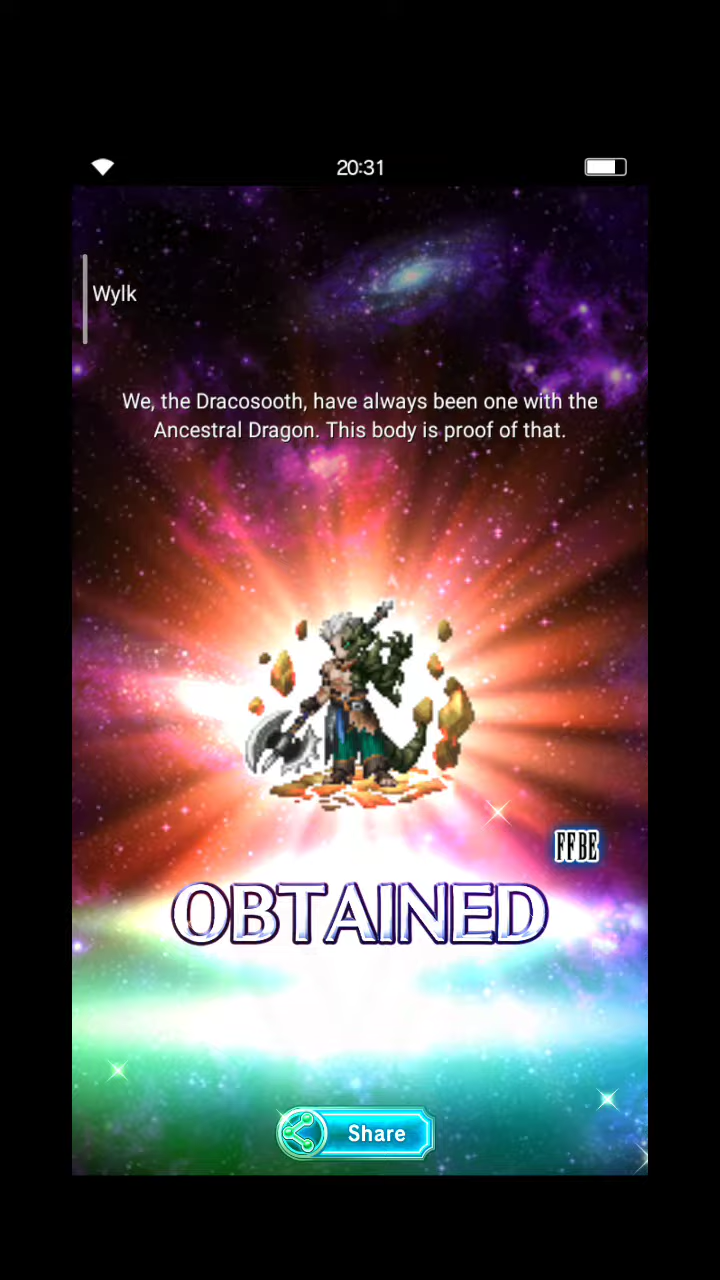 20:31
Wylk
We, the Dracosooth, have always been one with the
Ancestral Dragon. This body is proof of that.
FFBE
OBTAINED
Share